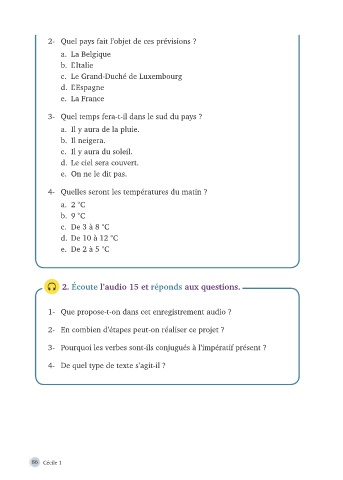 2- Quel pays fait l'objet de ces prévisions ?
a. La Belgique
b. L'Italie
c. Le Grand-Duché de Luxembourg
d. L'Espagne
e. La France
3- Quel temps fera-t-il dans le sud du pays ?
a. Il y aura de la pluie.
b. Il neigera.
c. Il y aura du soleil.
d. Le ciel sera couvert.
e. On ne le dit pas.
4- Quelles seront les températures du matin ?
a. 2 °C
b. 9 °C
c. De 3 à 8 °C
d. De 10 à 12 °C
e. De 2 à 5 °C
2. Écoute l'audio 15 et réponds aux questions.
1- Que propose-t-on dans cet enregistrement audio ?
2- En combien d'étapes peut-on réaliser ce projet ?
3- Pourquoi les verbes sont-ils conjugués à l'impératif présent ?
4- De quel type de texte s'agit-il ?
86 Cécile 1